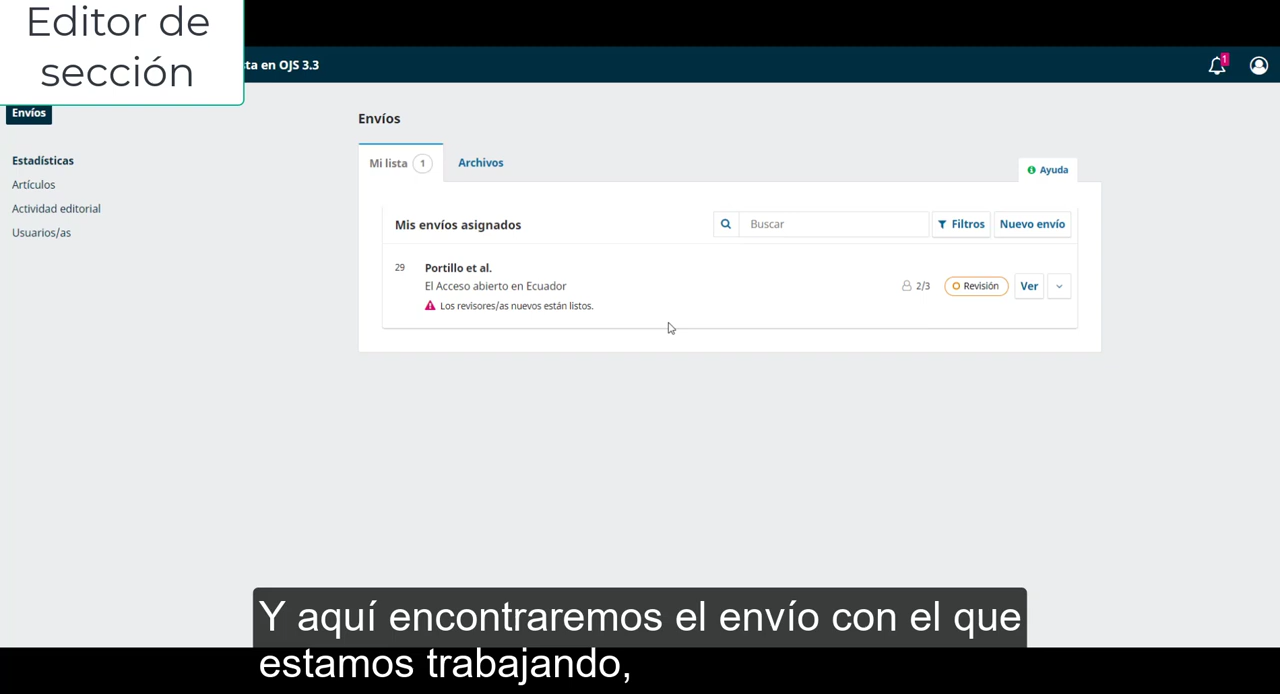 Editor de
sección
ta en OJS 3.3
1
Envíos
Estadísticas
Artículos
Actividad editorial
Usuarios/as
Envíos
Mi lista 1
Archivos
Ayuda
Mis envíos asignados
Buscar
Filtros
Nuevo envío
29
Portillo et al.
El Acceso abierto en Ecuador
Los revisores/as nuevos están listos.
2/3
Revisión
Ver
Y aquí encontraremos el envío con el que
estamos trabajando,